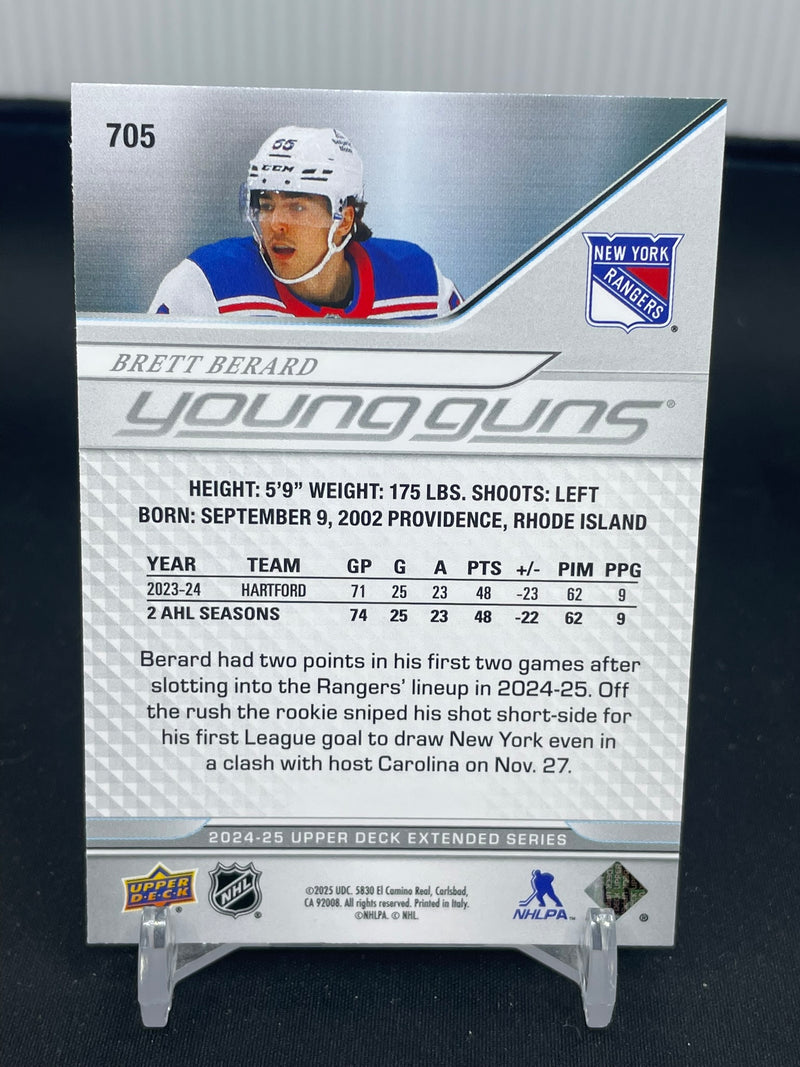 705
65
CCM
NEW YORK
RANGERS
®
BRETT BERARD
young guns®
HEIGHT: 5'9" WEIGHT: 175 LBS. SHOOTS: LEFT
BORN: SEPTEMBER 9, 2002 PROVIDENCE, RHODE ISLAND
YEAR TEAM GP G A PTS +/- PIM PPG
2023-24 HARTFORD 71 25 23 48 -23 62 9
2 AHL SEASONS 74 25 23 48 -22 62 9
Berard had two points in his first two games after
slotting into the Rangers' lineup in 2024-25. Off
the rush the rookie sniped his shot short-side for
his first League goal to draw New York even in
a clash with host Carolina on Nov. 27.
2024-25 UPPER DECK EXTENDED SERIES
UPPER
D·E·C·K
®
NHL
®
©2025 UDC. 5830 El Camino Real, Carlsbad,
CA 92008. All rights reserved. Printed in Italy.
©NHLPA. © NHL.
NHLPA™
®